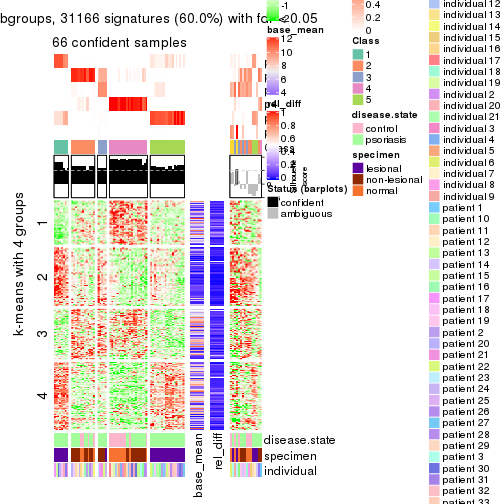 bgroups, 31166 signatures (60.0%) with fdr < 0.05
66 confident samples
k-means with 4 groups
1
2
3
4
base_mean
rel_diff
disease.state
specimen
individual
-1
base_mean
12
10
8
6
4
rel_diff
1
0.8
0.6
0.4
0.2
0
score
Status (barplots)
confident
ambiguous
0.4
0.2
0
Class
1
2
3
4
5
disease.state
control
psoriasis
specimen
lesional
non-lesional
normal
individual 12
individual 13
individual 14
individual 15
individual 16
individual 17
individual 18
individual 19
individual 2
individual 20
individual 21
individual 3
individual 4
individual 5
individual 6
individual 7
individual 8
individual 9
patient 1
patient 10
patient 11
patient 12
patient 13
patient 14
patient 15
patient 16
patient 17
patient 18
patient 19
patient 2
patient 20
patient 21
patient 22
patient 23
patient 24
patient 25
patient 26
patient 27
patient 28
patient 29
patient 3
patient 30
patient 31
patient 32
patient 33